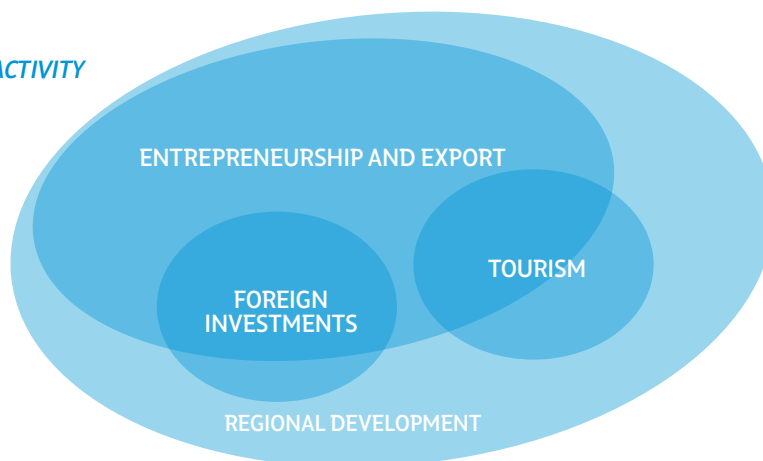 ACTIVITY
ENTREPRENEURSHIP AND EXPORT
TOURISM
FOREIGN
INVESTMENTS
REGIONAL DEVELOPMENT